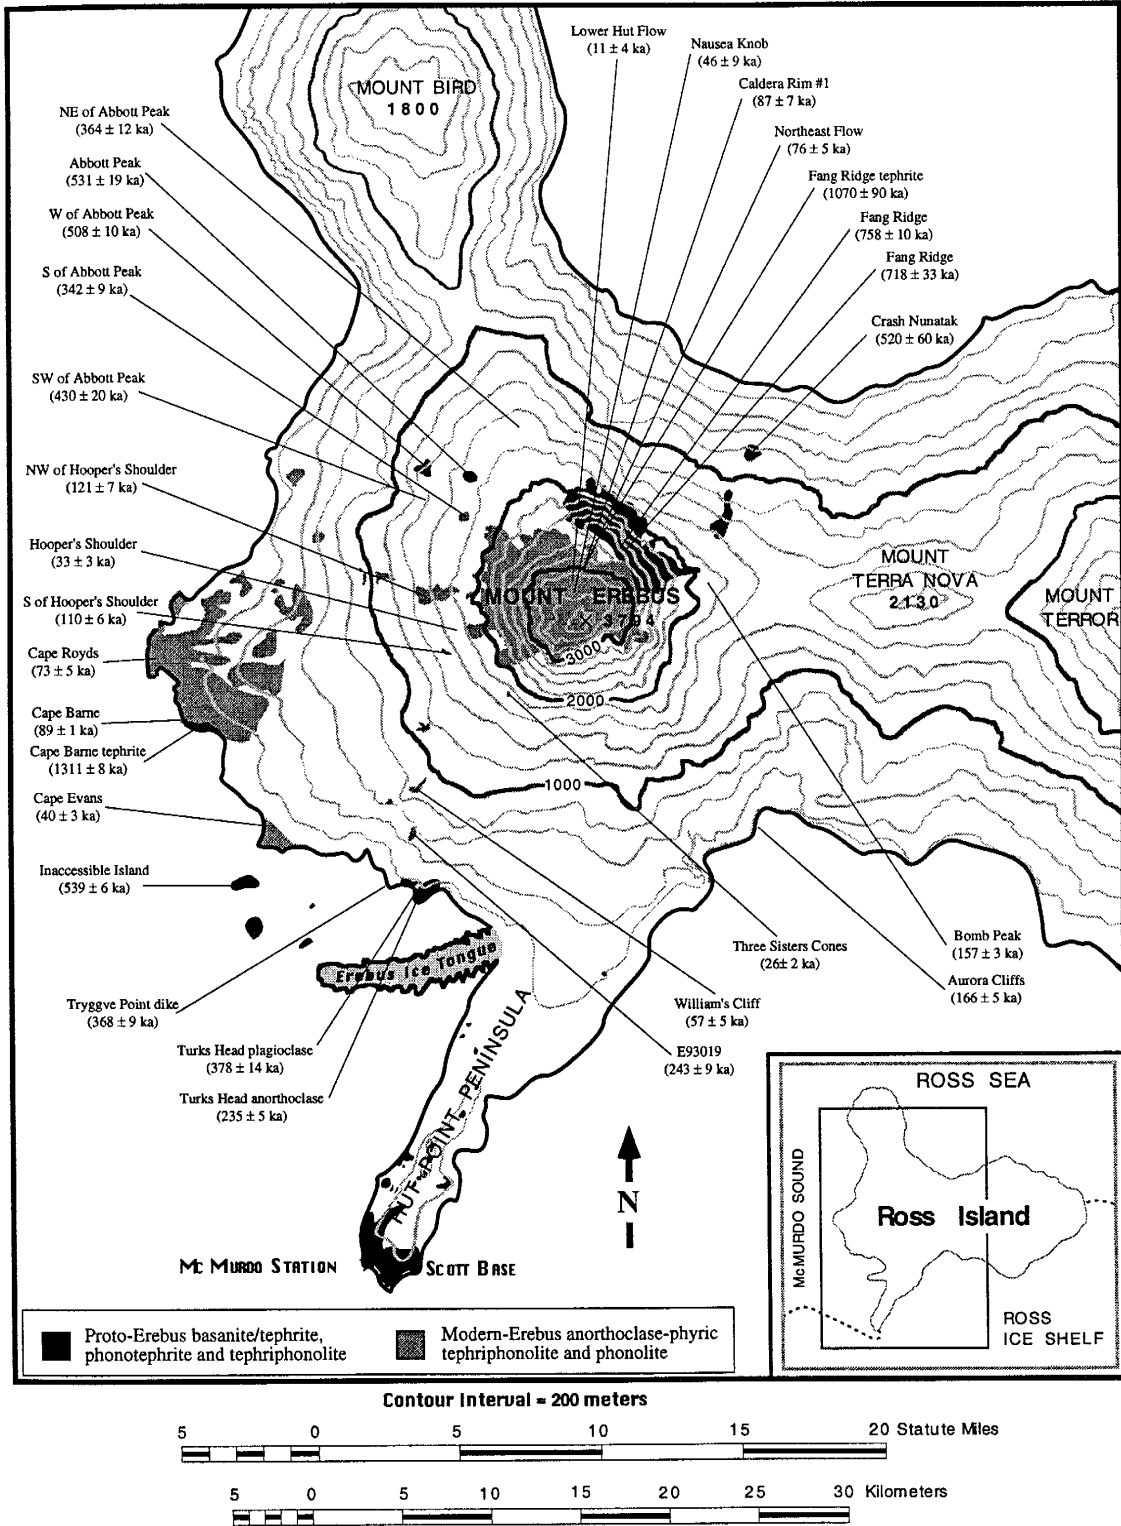 Lower Hut Flow
(11 ± 4 ka)
Nausea Knob
(46 ± 9 ka)
Caldera Rim #1
(87 ± 7 ka)
Northeast Flow
(76 ± 5 ka)
Fang Ridge tephrite
(1070 ± 90 ka)
Fang Ridge
(758 ± 10 ka)
Fang Ridge
(718 ± 33 ka)
Crash Nunatak
(520 ± 60 ka)
MOUNT BIRD
1800
NE of Abbott Peak
(364 ± 12 ka)
Abbott Peak
(531 ± 19 ka)
W of Abbott Peak
(508 ± 10 ka)
S of Abbott Peak
(342 ± 9 ka)
SW of Abbott Peak
(430 ± 20 ka)
NW of Hooper's Shoulder
(121 ± 7 ka)
Hooper's Shoulder
(33 ± 3 ka)
S of Hooper's Shoulder
(110 ± 6 ka)
Cape Royds
(73 ± 5 ka)
Cape Barne
(89 ± 1 ka)
Cape Barne tephrite
(1311 ± 8 ka)
Cape Evans
(40 ± 3 ka)
Inaccessible Island
(539 ± 6 ka)
MOUNT EREBUS
3794
3000
2000
1000
MOUNT
TERRA NOVA
2130
MOUNT
TERROR
Erebus Ice Tongue
Tryggve Point dike
(368 ± 9 ka)
Turks Head plagioclase
(378 ± 14 ka)
Turks Head anorthoclase
(235 ± 5 ka)
Three Sisters Cones
(26± 2 ka)
Bomb Peak
(157 ± 3 ka)
Aurora Cliffs
(166 ± 5 ka)
William's Cliff
(57 ± 5 ka)
E93019
(243 ± 9 ka)
HUT POINT PENINSULA
N
Mc MURDO STATION
SCOTT BASE
ROSS SEA
McMURDO SOUND
Ross Island
ROSS
ICE SHELF
Proto-Erebus basanite/tephrite,
phonotephrite and tephriphonolite
Modern-Erebus anorthoclase-phyric
tephriphonolite and phonolite
Contour Interval = 200 meters
5 0 5 10 15 20 Statute Miles
5 0 5 10 15 20 25 30 Kilometers